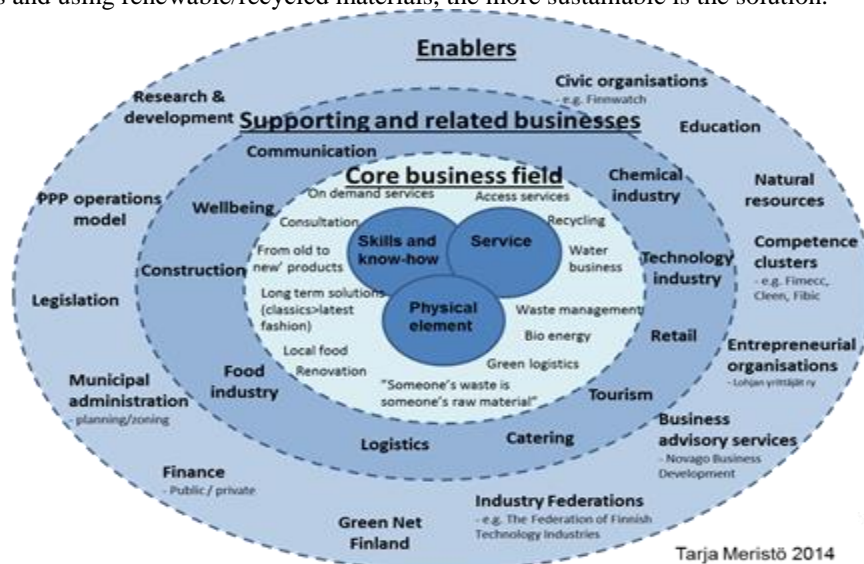 s and using renewable/recycled materials, the more sustainable is the solution.
Enablers
Civic organisations
- e.g. Finnwatch
Research &
development
Supporting and related businesses
Education
Communication
Core business field
Chemical
industry
Natural
resources
PPP operations
model
Wellbeing
On demand services
Access services
Consultation
Recycling
Skills and
know-how
Service
From old to
new' products
Water
business
Competence
clusters
- e.g. Fimecc,
Cleen, Fibic
Construction
Technology
industry
Legislation
Long term solutions
(classics>latest
fashion)
Physical
element
Waste management
Bio energy
Retail
Entrepreneurial
organisations
- Lohjan yrittäjät ry
Local food
Renovation
Green logistics
Municipal
administration
- planning/zoning
Food
industry
"Someone's waste is
someone's raw material"
Tourism
Business
advisory services
- Novago Business
Development
Logistics
Catering
Finance
- Public / private
Industry Federations
- e.g. The Federation of Finnish
Technology Industries
Green Net
Finland
Tarja Meristö 2014